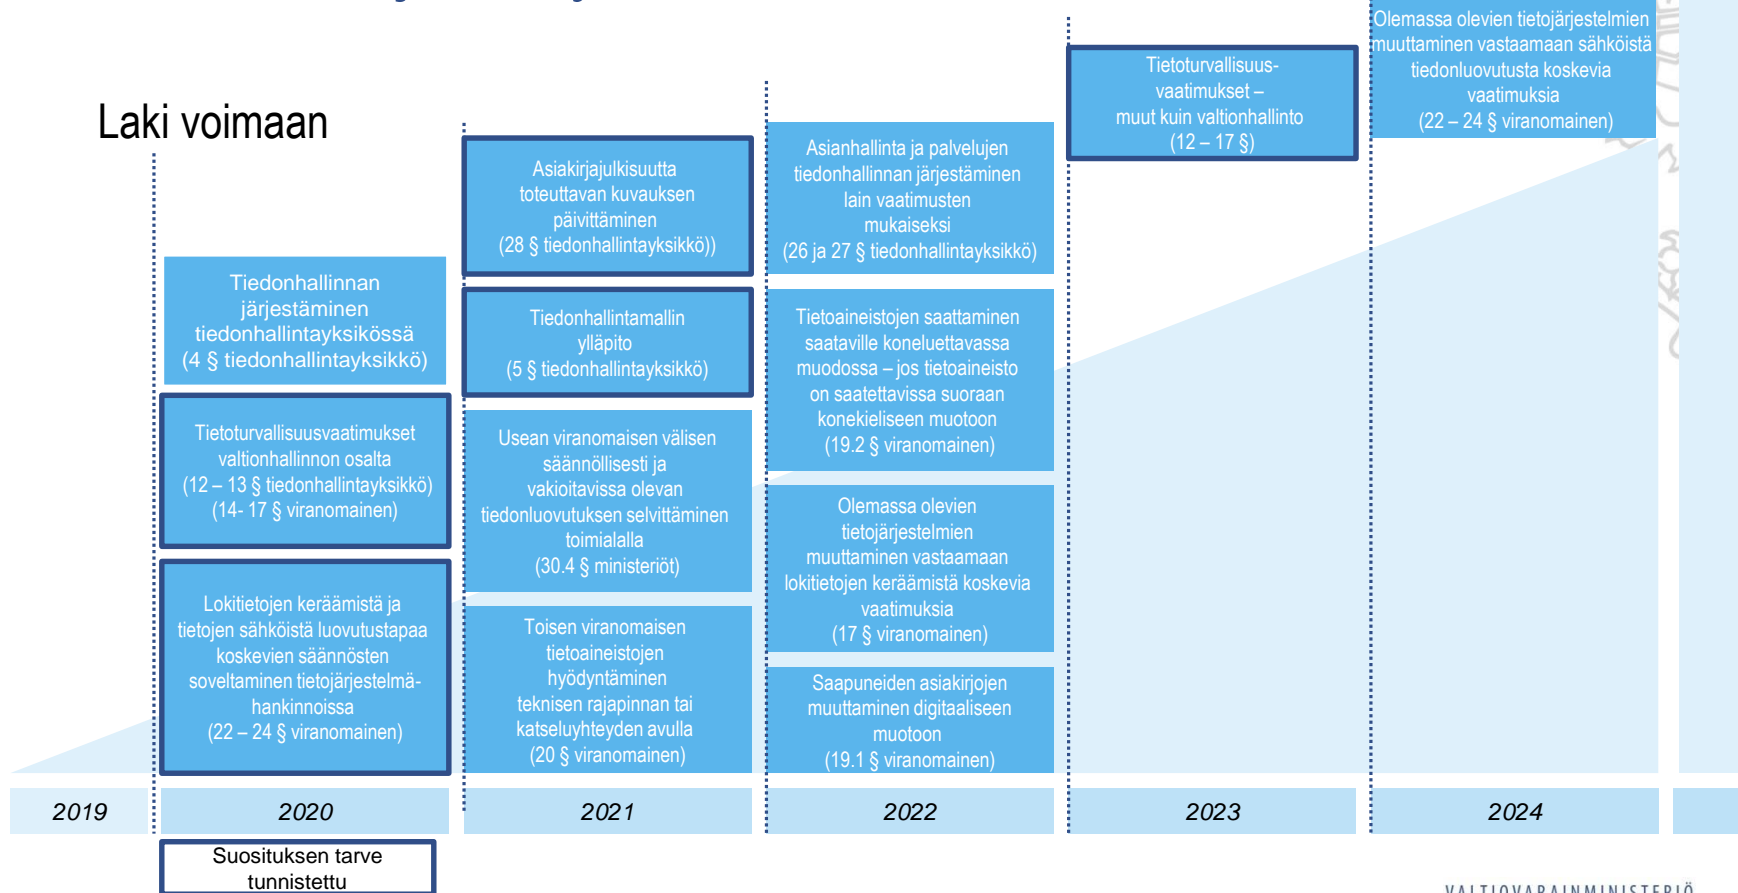 Laki voimaan
Tiedonhallinnan
järjestäminen
tiedonhallintayksikössä
(4 § tiedonhallintayksikkö)
Tietoturvallisuusvaatimukset
valtionhallinnon osalta
(12 – 13 § tiedonhallintayksikkö)
(14- 17 § viranomainen)
Lokitietojen keräämistä ja
tietojen sähköistä luovutustapaa
koskevien säännösten
soveltaminen tietojärjestelmä-
hankinnoissa
(22 – 24 § viranomainen)
Asiakirjajulkisuutta
toteuttavan kuvauksen
päivittäminen
(28 § tiedonhallintayksikkö))
Tiedonhallintamallin
ylläpito
(5 § tiedonhallintayksikkö)
Usean viranomaisen välisen
säännöllisesti ja
vakioitavissa olevan
tiedonluovutuksen selvittäminen
toimialalla
(30.4 § ministeriöt)
Toisen viranomaisen
tietoaineistojen
hyödyntäminen
teknisen rajapinnan tai
katseluyhteyden avulla
(20 § viranomainen)
Asianhallinta ja palvelujen
tiedonhallinnan järjestäminen
lain vaatimusten
mukaiseksi
(26 ja 27 § tiedonhallintayksikkö)
Tietoaineistojen saattaminen
saataville koneluettavassa
muodossa – jos tietoaineisto
on saatettavissa suoraan
konekieliseen muotoon
(19.2 § viranomainen)
Olemassa olevien
tietojärjestelmien
muuttaminen vastaamaan
lokitietojen keräämistä koskevia
vaatimuksia
(17 § viranomainen)
Saapuneiden asiakirjojen
muuttaminen digitaaliseen
muotoon
(19.1 § viranomainen)
Tietoturvallisuus-
vaatimukset –
muut kuin valtionhallinto
(12 – 17 §)
Olemassa olevien tietojärjestelmien
muuttaminen vastaamaan sähköistä
tiedonluovutusta koskevia
vaatimuksia
(22 – 24 § viranomainen)
2019
2020
2021
2022
2023
2024
Suosituksen tarve
tunnistettu
VALTIOVARAINMINISTERIÖ